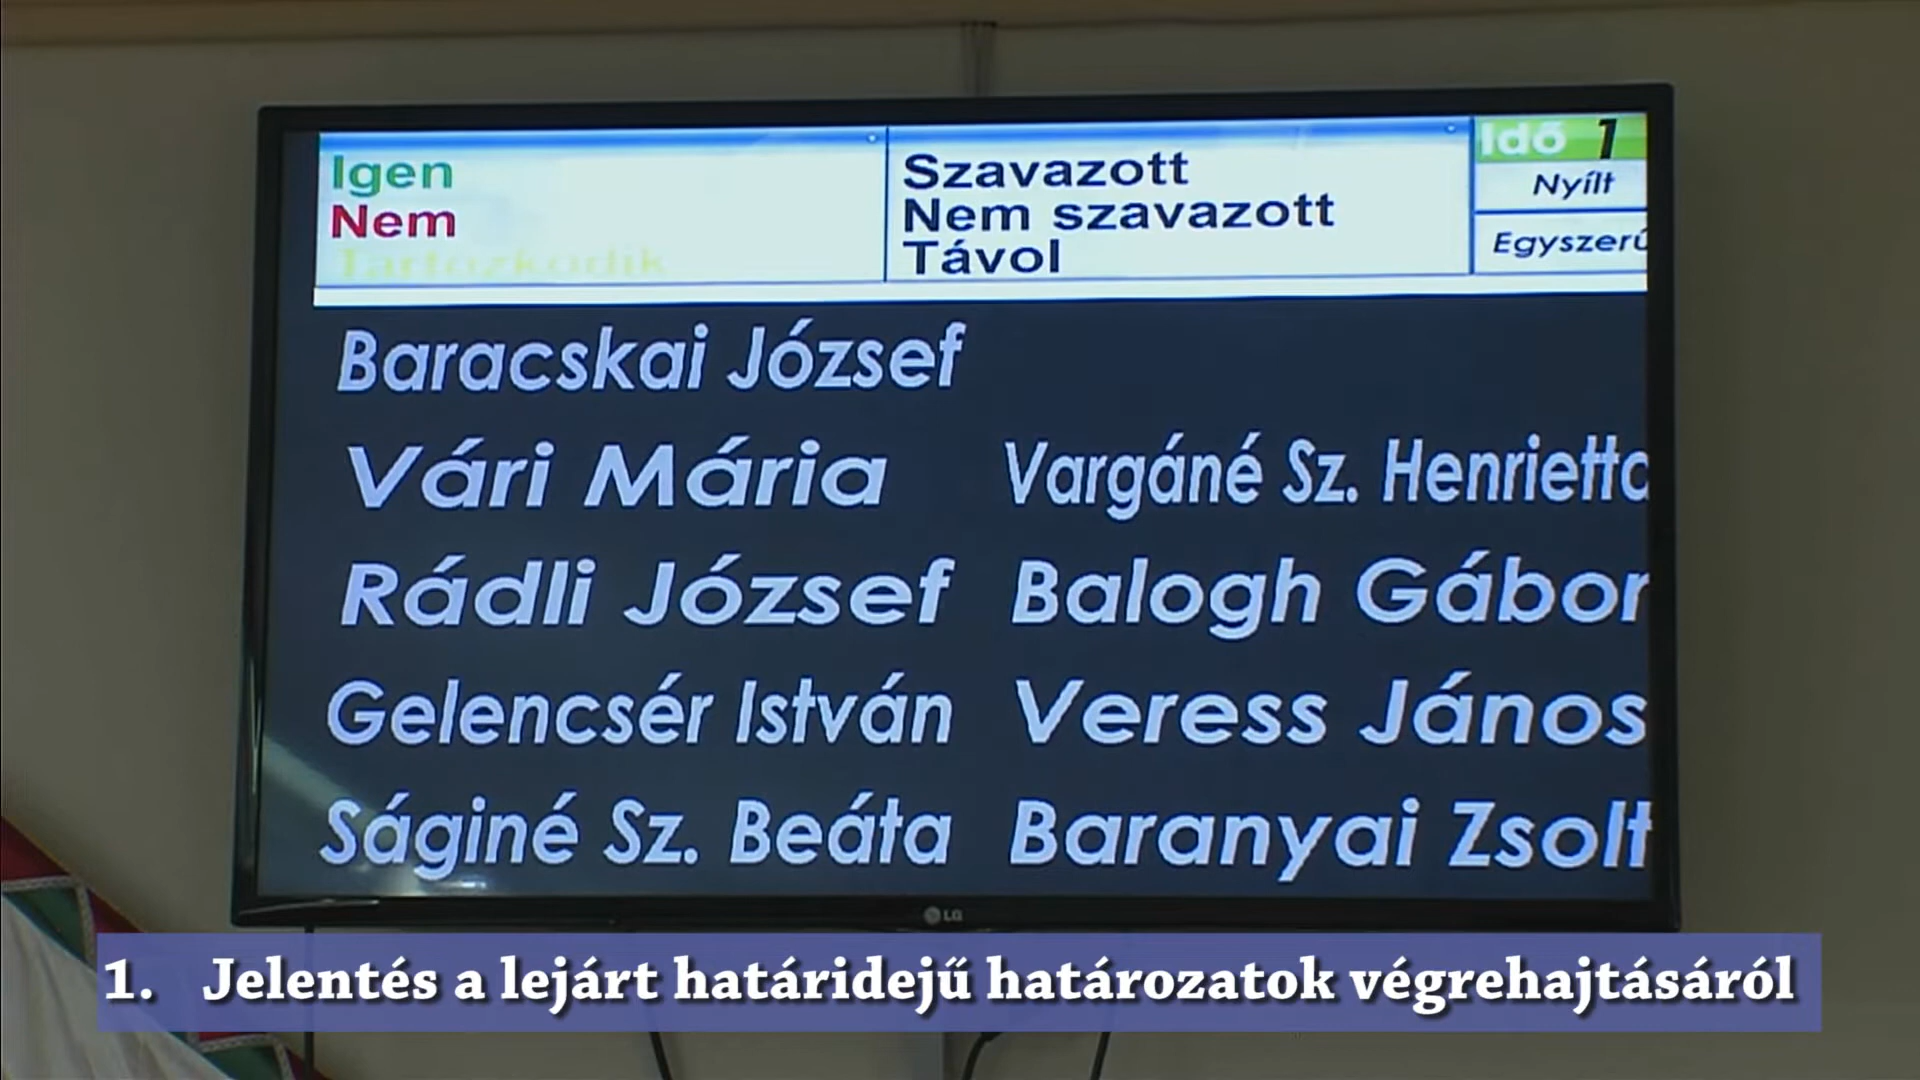 Igen
Nem
Tartózkodik
Szavazott
Nem szavazott
Távol
Idő 1
Nyílt
Egyszerű
Baracskai József
Vári Mária
Vargáné Sz. Henrietta
Rádli József
Balogh Gábor
Gelencsér István
Veress János
Ságiné Sz. Beáta
Baranyai Zsolt
LG
1. Jelentés a lejárt határidejű határozatok végrehajtásáról